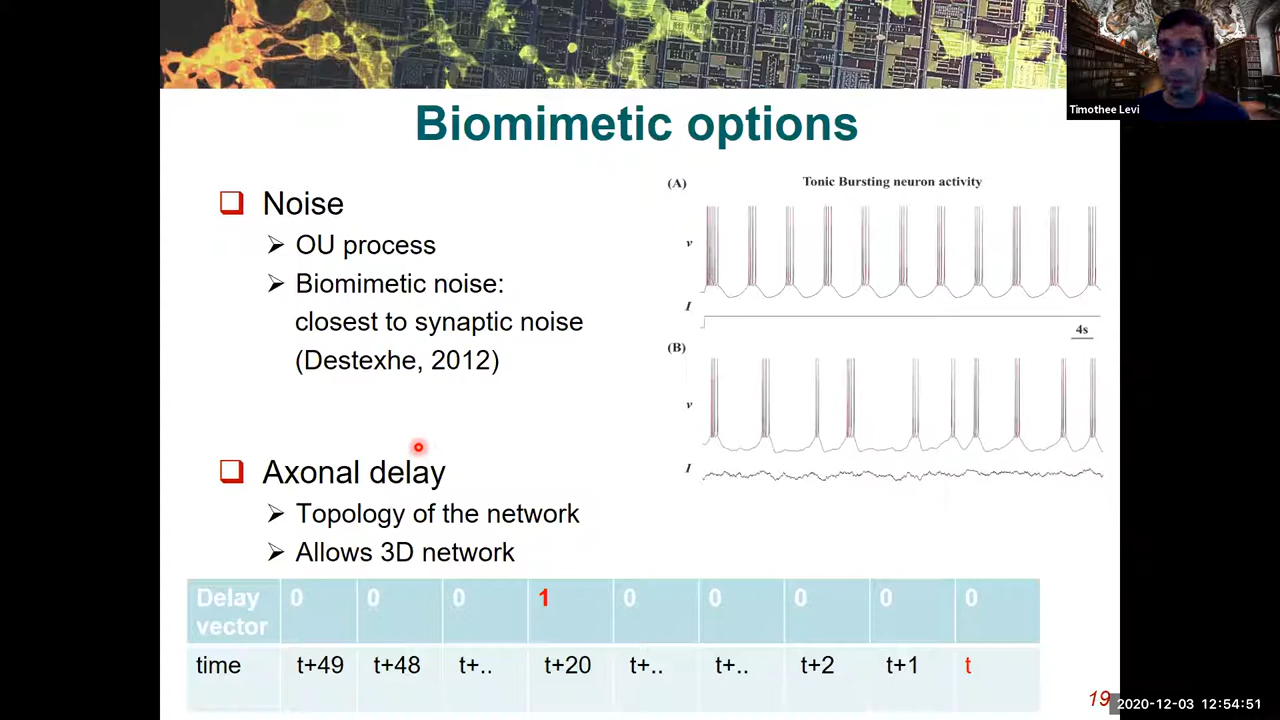 Timothee Levi
Biomimetic options
Noise
OU process
Biomimetic noise:
closest to synaptic noise
(Destexhe, 2012)
(A)
Tonic Bursting neuron activity
v
I
4s
(B)
v
I
Axonal delay
Topology of the network
Allows 3D network
Delay vector 0 0 0 1 0 0 0 0 0
time t+49 t+48 t+.. t+20 t+.. t+.. t+2 t+1 t
19
2020-12-03 12:54:51